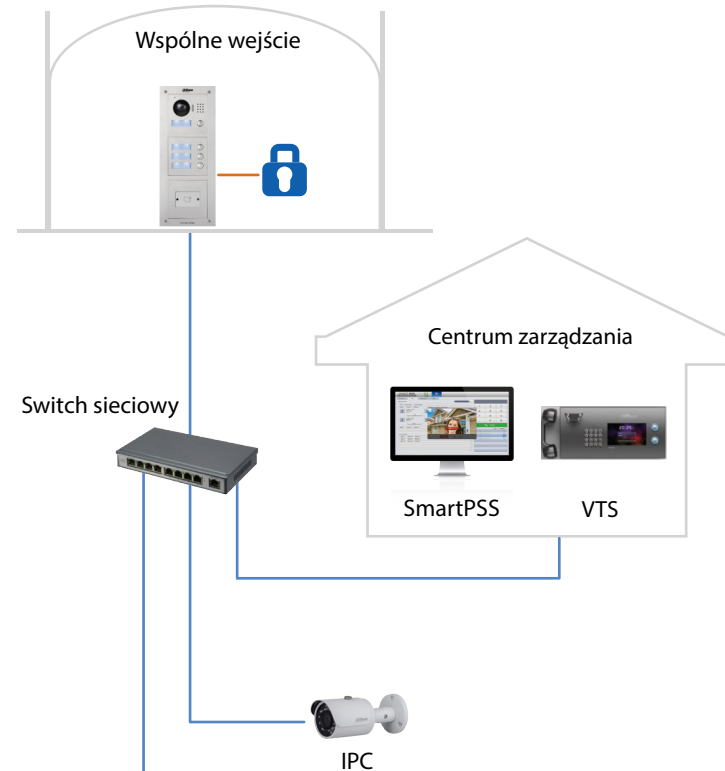 Wspólne wejście
Centrum zarządzania
Switch sieciowy
SmartPSS
VTS
IPC